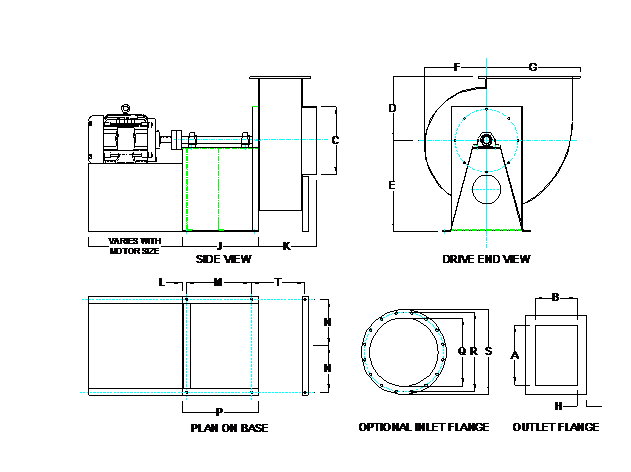 F G
D
C
E
VARIES WITH
MOTOR SIZE
J K
SIDE VIEW
DRIVE END VIEW
L M T
B
N
Q R S
A
N
H
P
PLAN ON BASE
OPTIONAL INLET FLANGE
OUTLET FLANGE